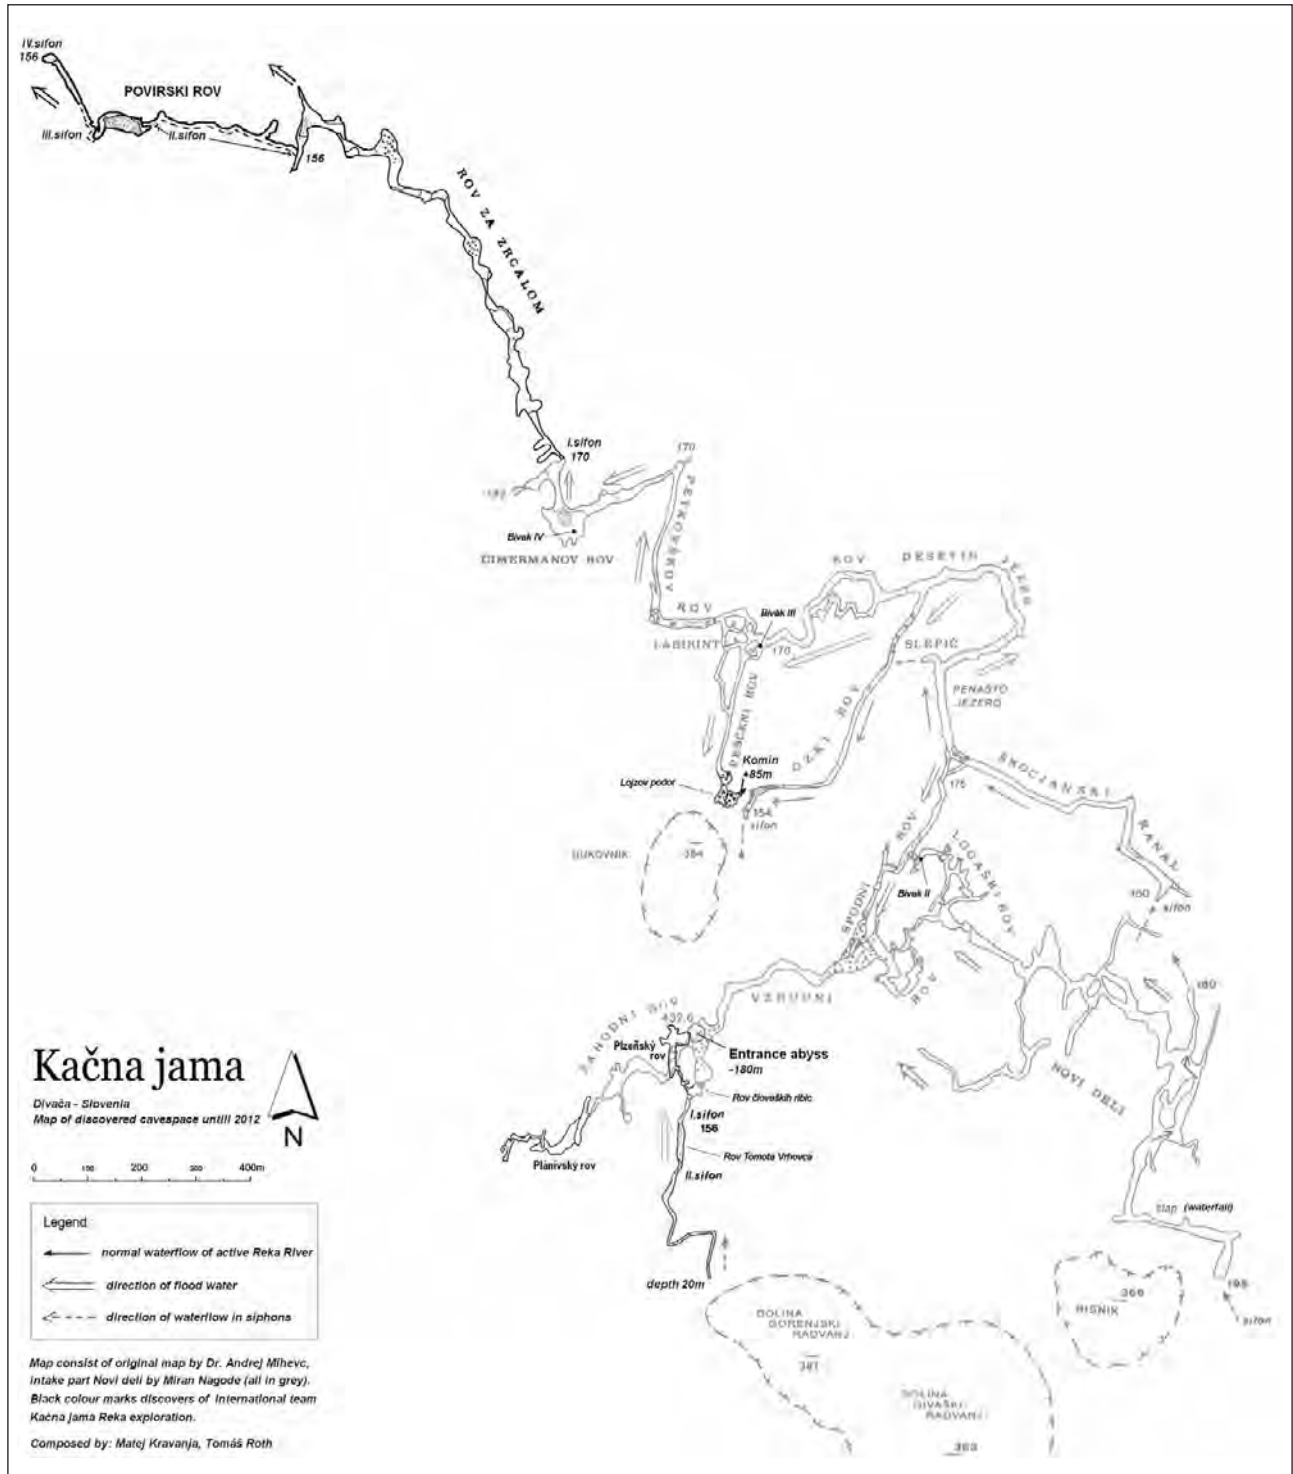 IV.sifon
156
POVIRSKI ROV
III.sifon
II.sifon
156
ROV ZA ZRCALOM
I.sifon
170
170
Bivak IV
PETKOVŠKOV
ROV
LABIRINT
Bivak III
170
ROV DESETIH JEZER
SLEPIČ
PENASTO
JEZERO
PEŠČENI ROV
OZKI ROV
Komin
+85m
Lojzov podor
154
sifon
BUKOVNIK
384
ŠKOCJANSKI
KANAL
175
SPODNJI
ROV
LOGAŠKI ROV
Bivak II
180
sifon
180
VZHODNI
ROV
ZAHODNI ROV
432.6
Plzeňský
rov
Entrance abyss
-180m
Rov človeških ribic
I.sifon
156
NOVI DELI
Planivský rov
Rov Tomota Vrhovca
II.sifon
slap (waterfall)
depth 20m
195
sifon
RISNIK
366
DOLINA
GORENJSKI
RADVANJ
381
DOLINA
DIVAŠKI
RADVANJ
363
Kačna jama
Divača - Slovenia
Map of discovered cavespace untill 2012
N
0 100 200 300 400m
Legend
normal waterflow of active Reka River
direction of flood water
direction of waterflow in siphons
Map consist of original map by Dr. Andrej Mihevc,
intake part Novi deli by Miran Nagode (all in grey).
Black colour marks discovers of International team
Kačna jama Reka exploration.
Composed by: Matej Kravanja, Tomáš Roth